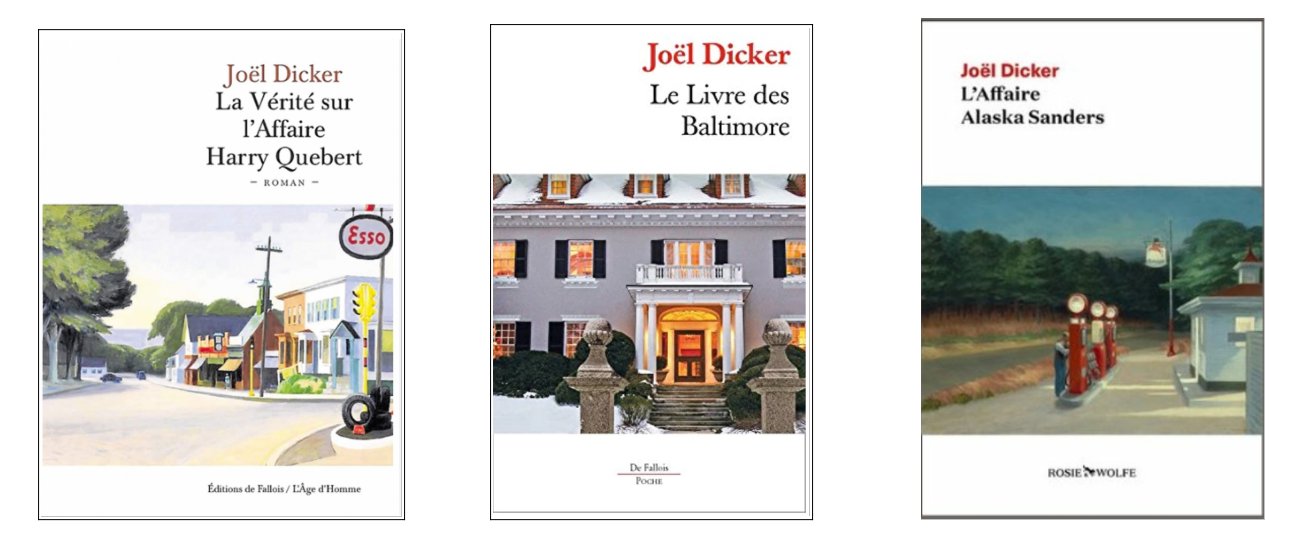 Joël Dicker
La Vérité sur
l'Affaire
Harry Quebert
– ROMAN –
Esso
Éditions de Fallois / L'Âge d'Homme
Joël Dicker
Le Livre des
Baltimore
De Fallois
POCHE
Joël Dicker
L'Affaire
Alaska Sanders
ROSIE WOLFE